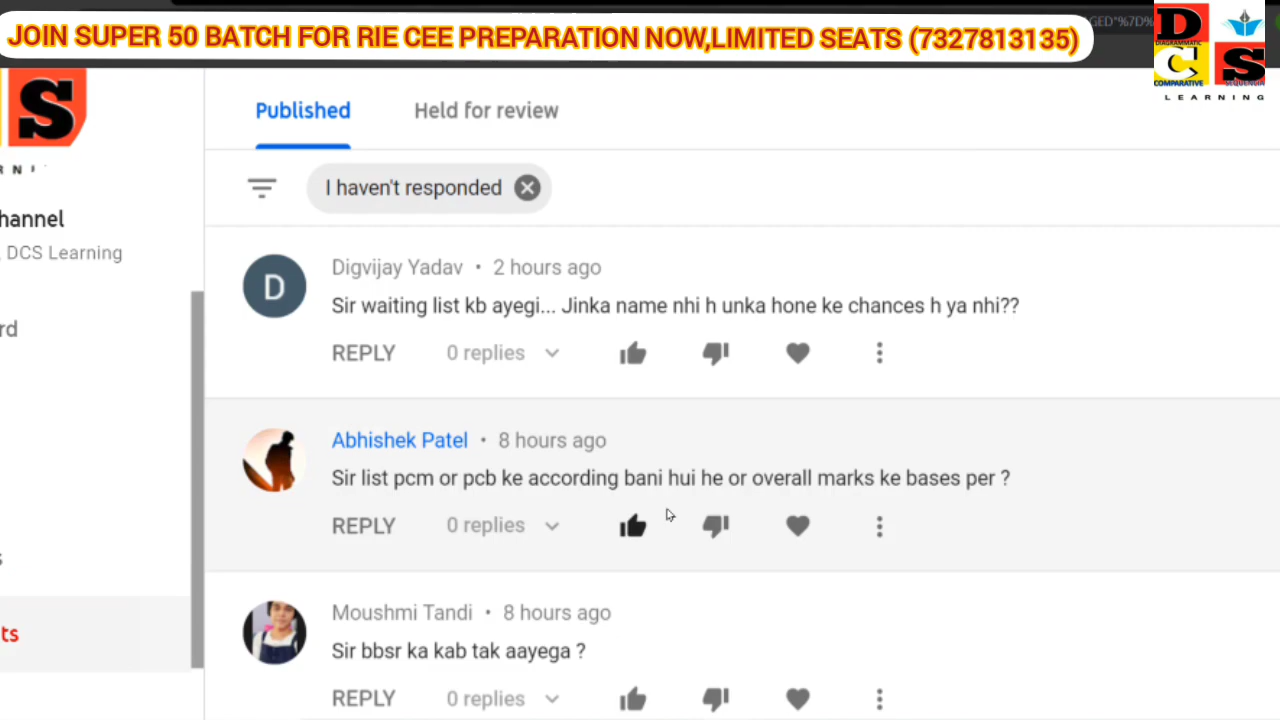 JOIN SUPER 50 BATCH FOR RIE CEE PREPARATION NOW,LIMITED SEATS (7327813135)
D
DIAGRAMMATIC
C S
COMPARATIVE SEQUENCIAL
LEARNING
Published Held for review
S
I haven't responded
hannel
, DCS Learning
Digvijay Yadav • 2 hours ago
D
Sir waiting list kb ayegi... Jinka name nhi h unka hone ke chances h ya nhi??
rd
REPLY 0 replies
Abhishek Patel • 8 hours ago
Sir list pcm or pcb ke according bani hui he or overall marks ke bases per ?
REPLY 0 replies
s
Moushmi Tandi • 8 hours ago
ts
Sir bbsr ka kab tak aayega ?
REPLY 0 replies